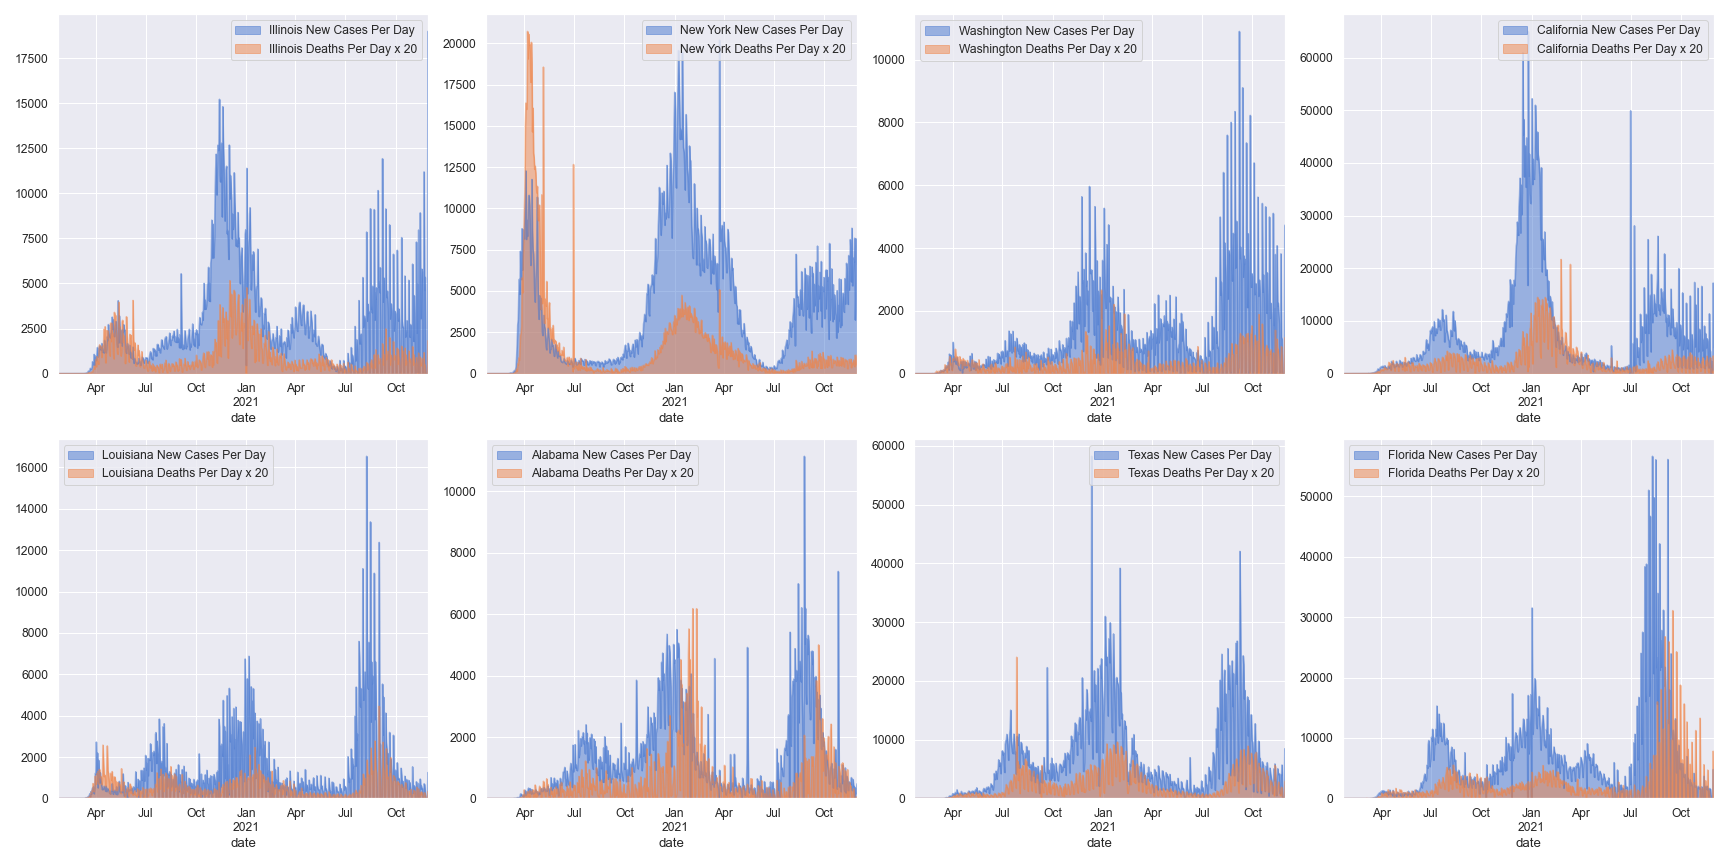 Illinois New Cases Per Day
Illinois Deaths Per Day x 20
17500
15000
12500
10000
7500
5000
2500
0
Apr Jul Oct Jan Apr Jul Oct
2021
date
New York New Cases Per Day
New York Deaths Per Day x 20
20000
17500
15000
12500
10000
7500
5000
2500
0
Apr Jul Oct Jan Apr Jul Oct
2021
date
Washington New Cases Per Day
Washington Deaths Per Day x 20
10000
8000
6000
4000
2000
0
Apr Jul Oct Jan Apr Jul Oct
2021
date
California New Cases Per Day
California Deaths Per Day x 20
60000
50000
40000
30000
20000
10000
0
Apr Jul Oct Jan Apr Jul Oct
2021
date
Louisiana New Cases Per Day
Louisiana Deaths Per Day x 20
16000
14000
12000
10000
8000
6000
4000
2000
0
Apr Jul Oct Jan Apr Jul Oct
2021
date
Alabama New Cases Per Day
Alabama Deaths Per Day x 20
10000
8000
6000
4000
2000
0
Apr Jul Oct Jan Apr Jul Oct
2021
date
Texas New Cases Per Day
Texas Deaths Per Day x 20
60000
50000
40000
30000
20000
10000
0
Apr Jul Oct Jan Apr Jul Oct
2021
date
Florida New Cases Per Day
Florida Deaths Per Day x 20
50000
40000
30000
20000
10000
0
Apr Jul Oct Jan Apr Jul Oct
2021
date